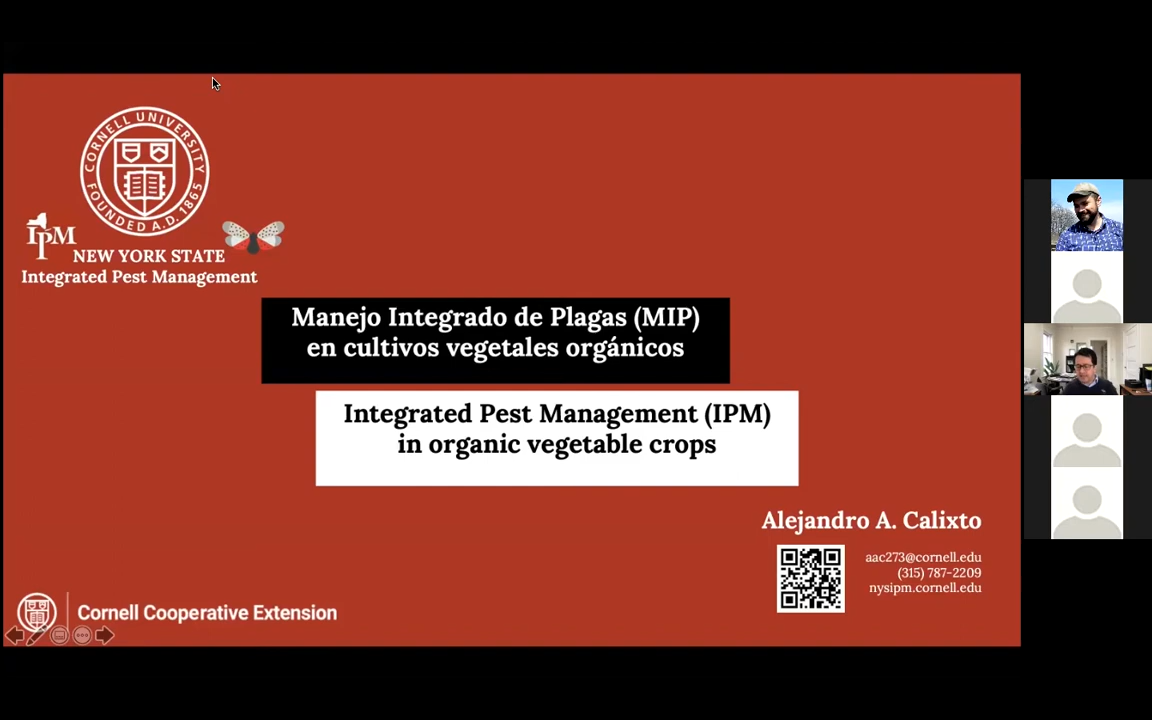 CORNELL UNIVERSITY
FOUNDED A.D. 1865
IPM
NEW YORK STATE
Integrated Pest Management
Manejo Integrado de Plagas (MIP)
en cultivos vegetales orgánicos
Integrated Pest Management (IPM)
in organic vegetable crops
Alejandro A. Calixto
aac273@cornell.edu
(315) 787-2209
nysipm.cornell.edu
Cornell Cooperative Extension